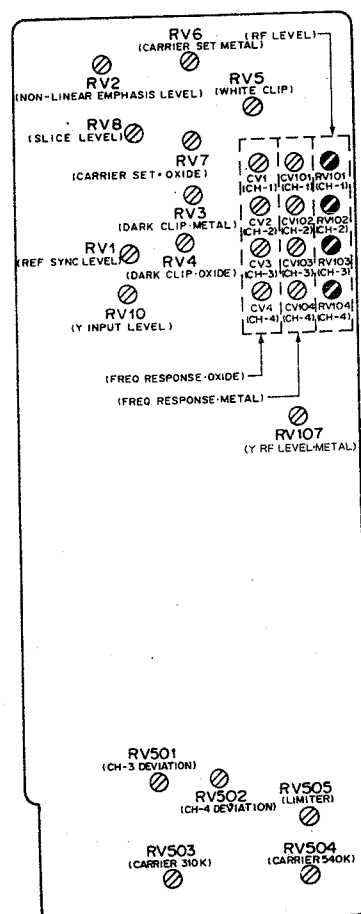 RV6
(CARRIER SET METAL)
(RF LEVEL)
RV2
(NON-LINEAR EMPHASIS LEVEL)
RV5
(WHITE CLIP)
RV8
(SLICE LEVEL)
RV7
(CARRIER SET·OXIDE)
RV3
(DARK CLIP·METAL)
RV1
(REF SYNC LEVEL)
RV4
(DARK CLIP·OXIDE)
RV10
(Y INPUT LEVEL)
CV1 CV101 RV101
(CH-1) (CH-1) (CH-1)
CV2 CV102 RV102
(CH-2) (CH-2) (CH-2)
CV3 CV103 RV103
(CH-3) (CH-3) (CH-3)
CV4 CV104 RV104
(CH-4) (CH-4) (CH-4)
(FREQ RESPONSE·OXIDE)
(FREQ RESPONSE·METAL)
RV107
(Y RF LEVEL·METAL)
RV501
(CH-3 DEVIATION)
RV502
(CH-4 DEVIATION)
RV505
(LIMITER)
RV503
(CARRIER 310K)
RV504
(CARRIER 540K)